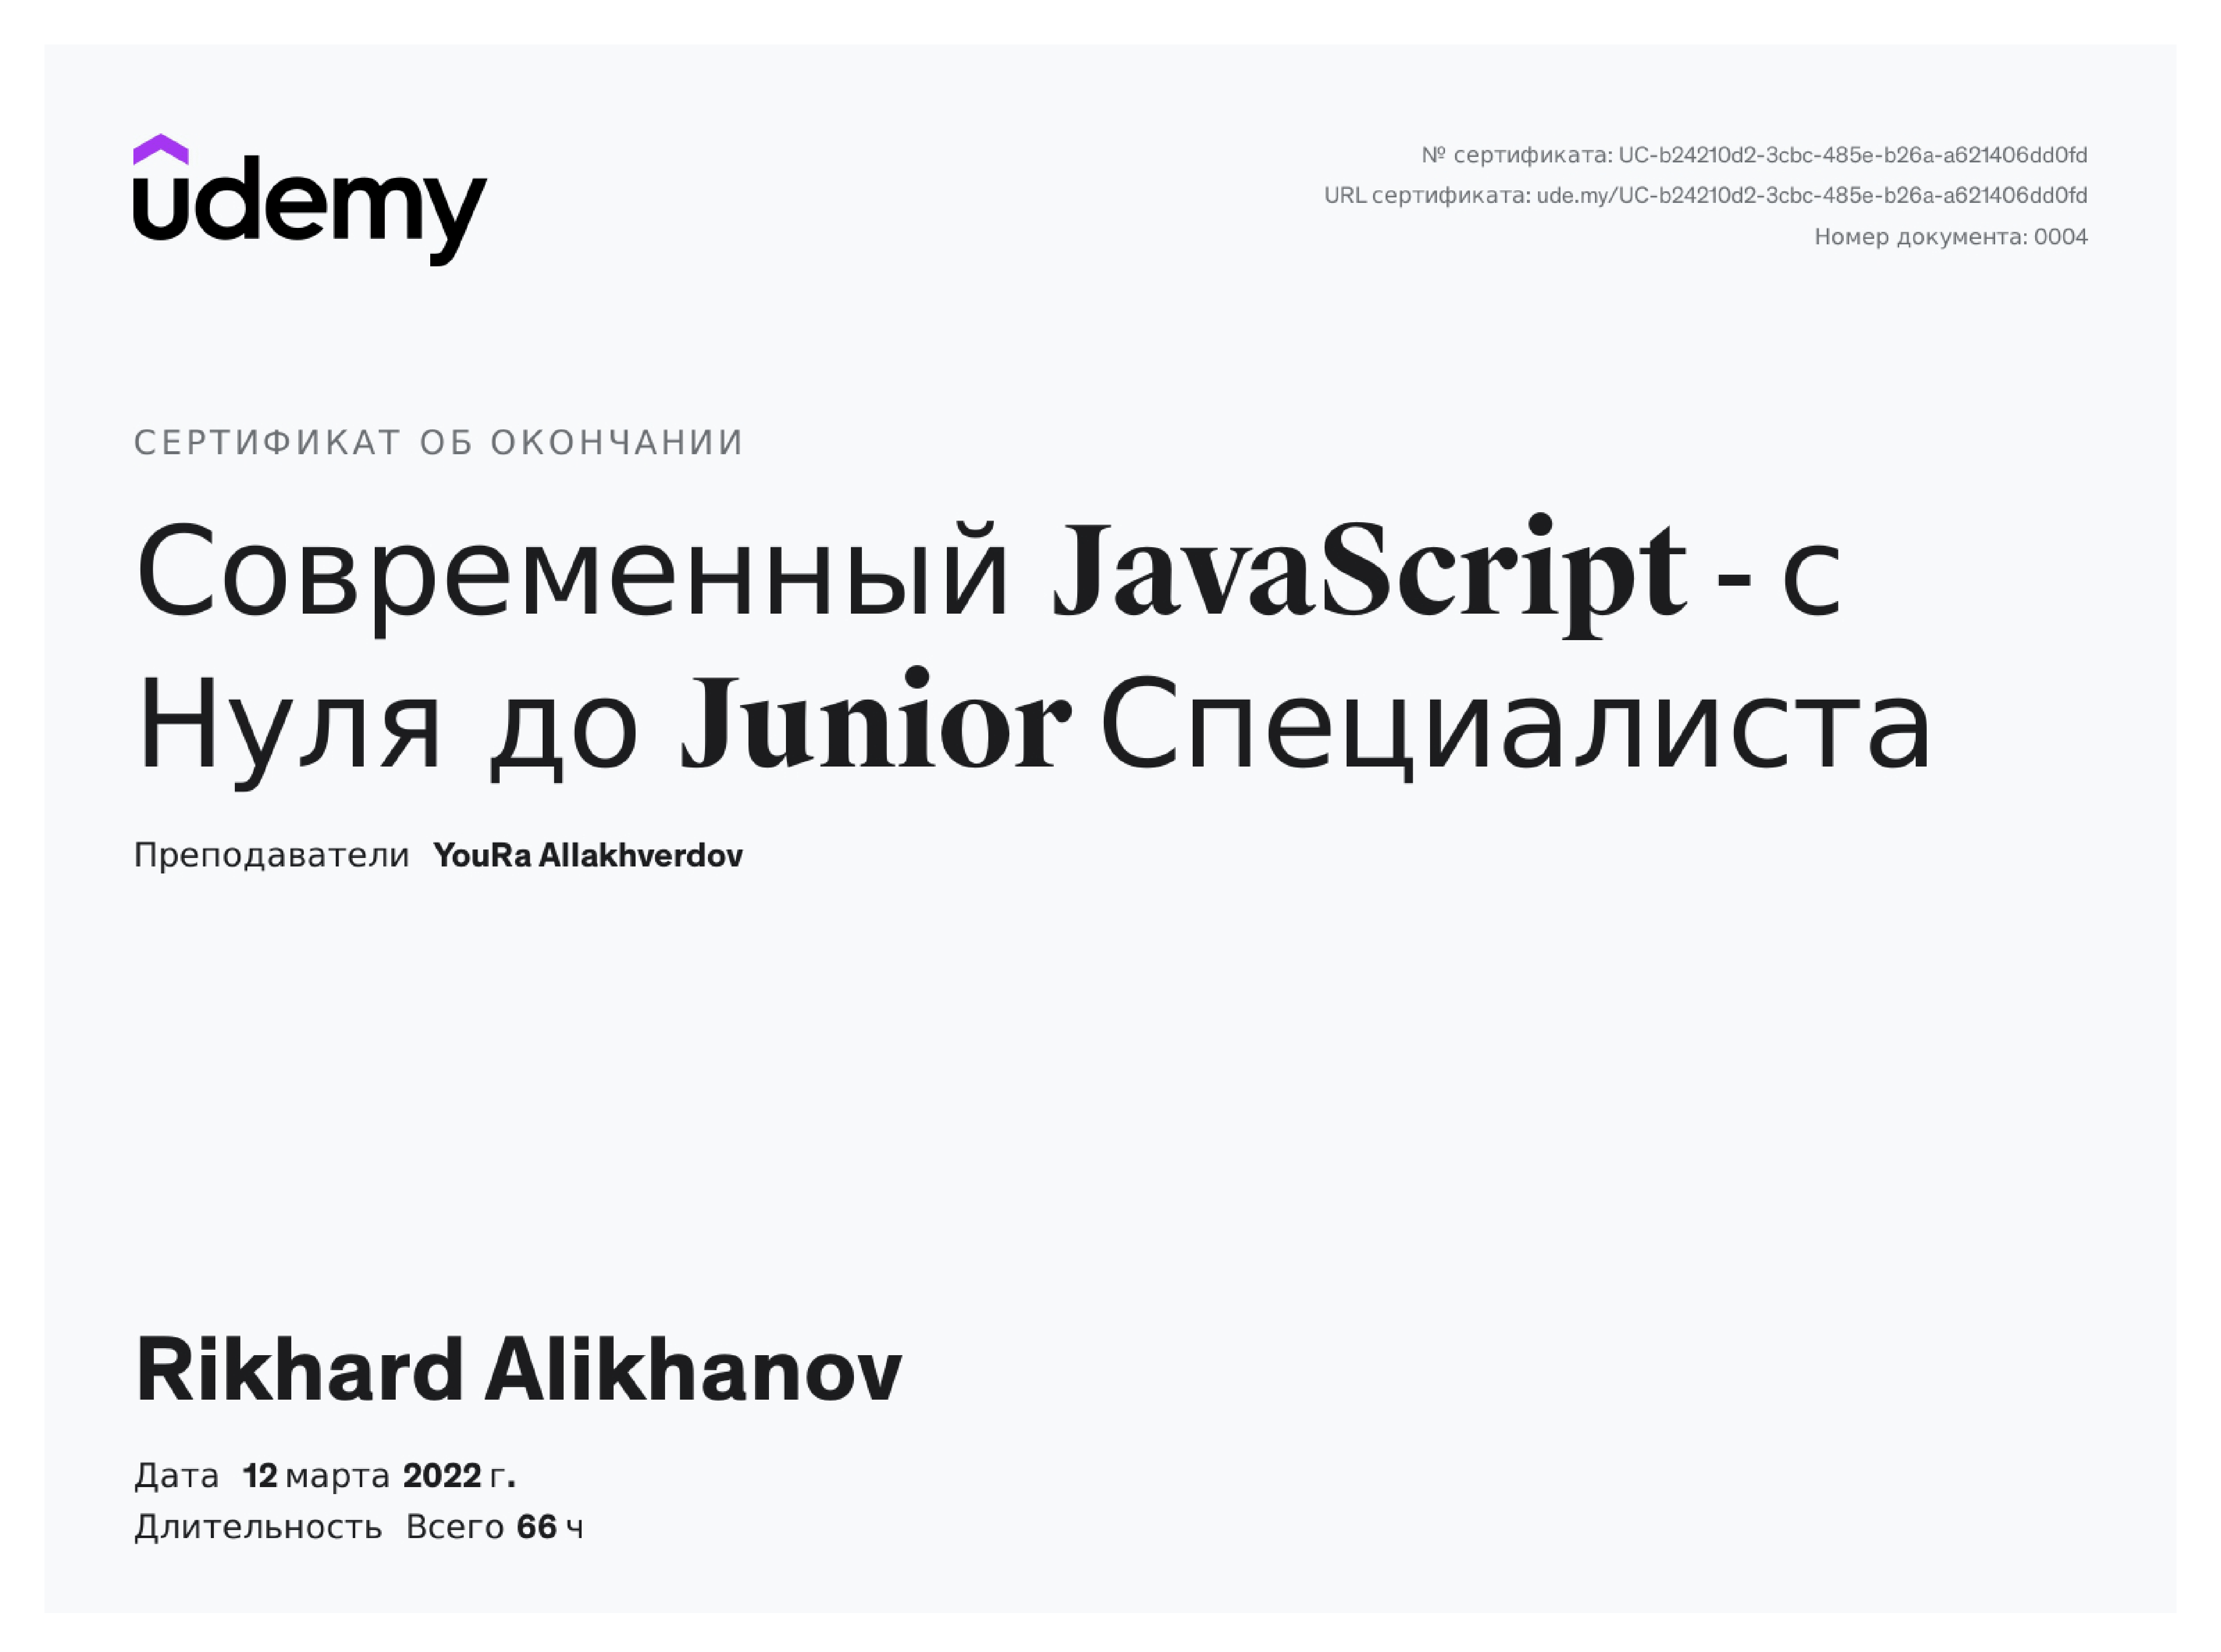 udemy
№ сертификата: UC-b24210d2-3cbc-485e-b26a-a621406dd0fd
URL сертификата: ude.my/UC-b24210d2-3cbc-485e-b26a-a621406dd0fd
Номер документа: 0004
СЕРТИФИКАТ ОБ ОКОНЧАНИИ
Современный JavaScript - с
Нуля до Junior Специалиста
Преподаватели YouRa Allakhverdov
Rikhard Alikhanov
Дата 12 марта 2022 г.
Длительность Всего 66 ч